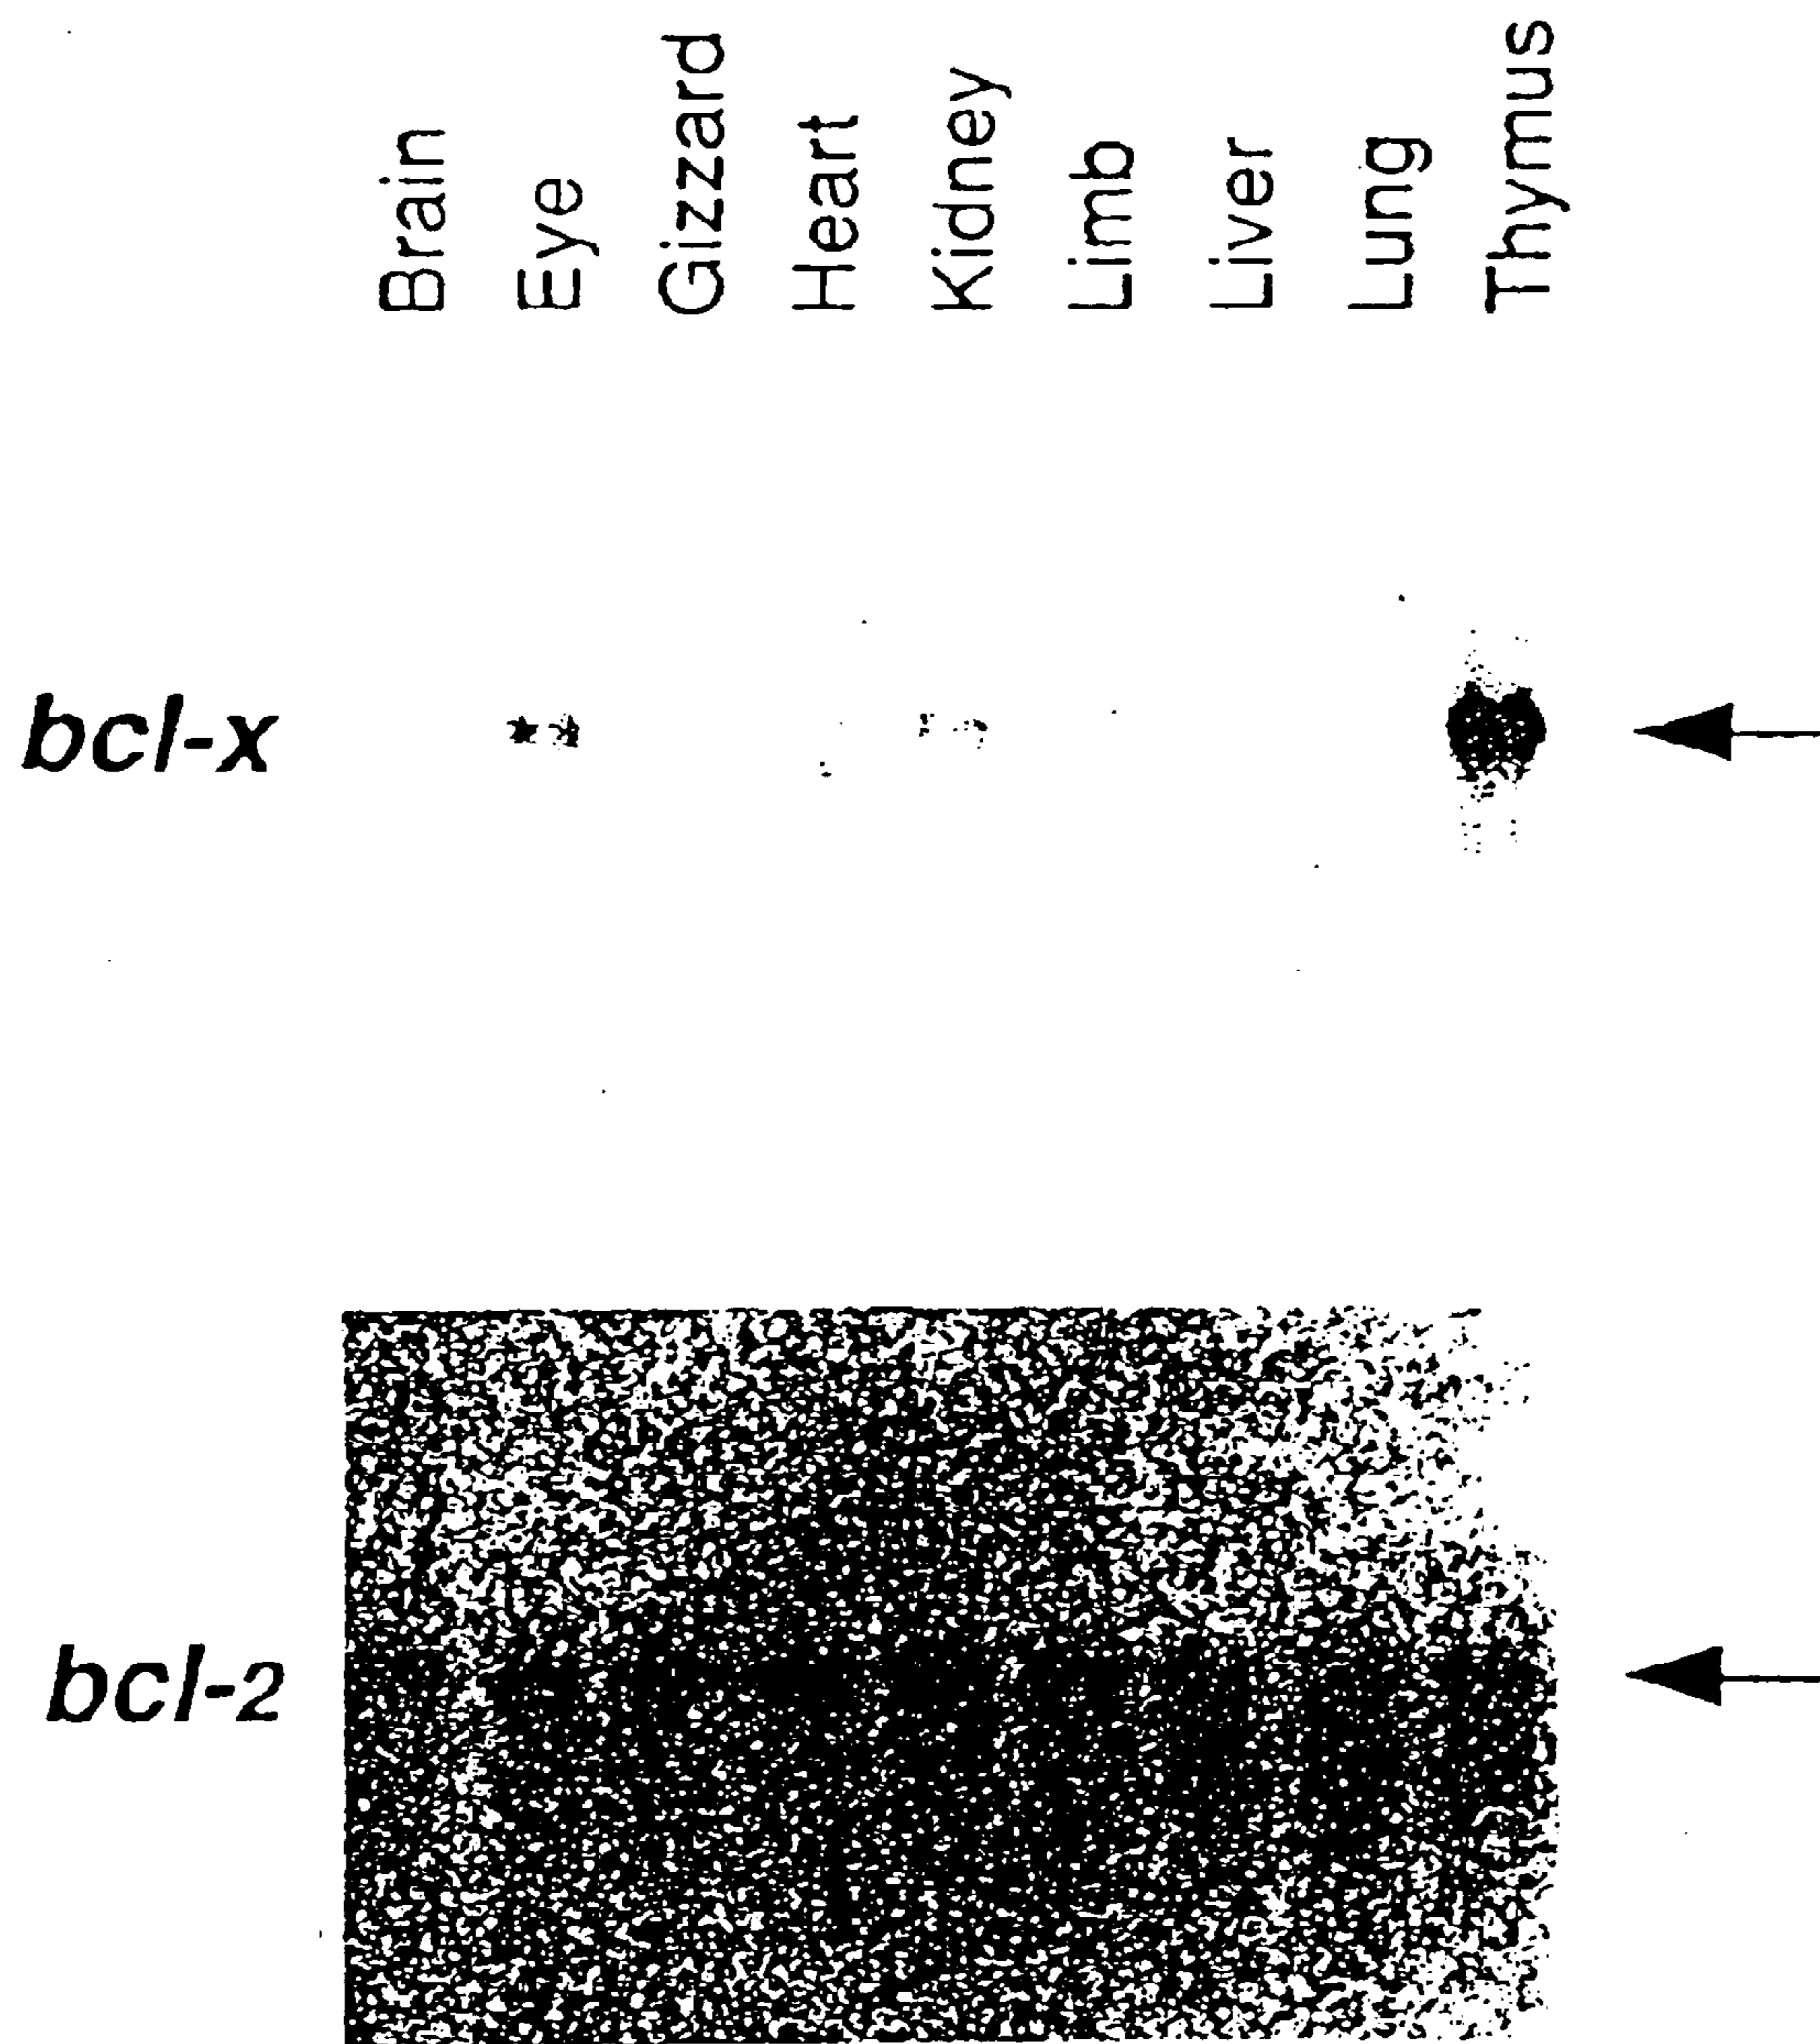 Brain
Eye
Gizzard
Heart
Kidney
Limb
Liver
Lung
Thymus
bcl-x
bcl-2